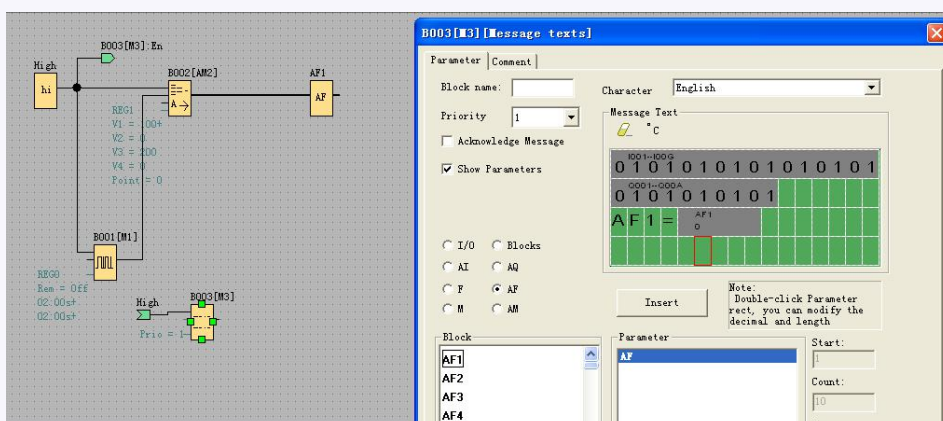 B003[M3]:En
High
hi
B002[AM2]
A→
AF1
AF
REG1
V1 = 100+
V2 = 0
V3 = 200
V4 = 0
Point = 0
B001[M1]
REG0
Rem = Off
02:00s+
02:00s+
High
B003[M3]
Prio = 1
B003[M3][Message texts]
Parameter
Comment
Block name:
Character
English
Priority
1
Acknowledge Message
Show Parameters
Message Text
°C
I001--I00G
0 1 0 1 0 1 0 1 0 1 0 1 0 1 0 1
Q001--Q00A
0 1 0 1 0 1 0 1 0 1
AF1=
AF1
0
I/O
Blocks
AI
AQ
F
AF
M
AM
Insert
Note:
Double-click Parameter
rect, you can modify the
decimal and length
Block
AF1
AF2
AF3
AF4
Parameter
AF
Start:
1
Count:
10